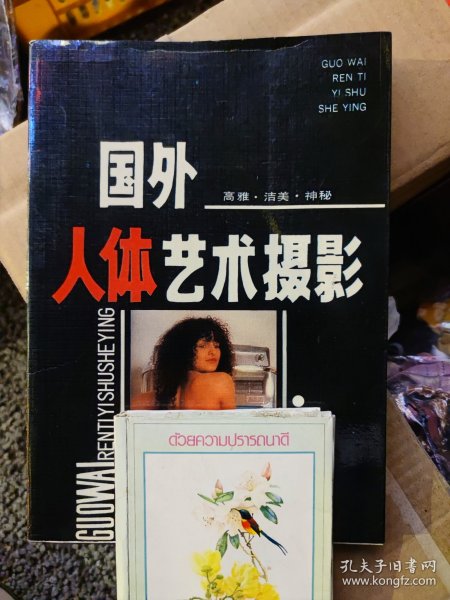 GUO WAI
REN TI
YI SHU
SHE YING
国外
高雅·洁美·神秘
人体艺术摄影
GUOWAI
RENTIYISHUSHEYING
ด้วยความปรารถนาดี
孔夫子旧书网
www.kongfz.com